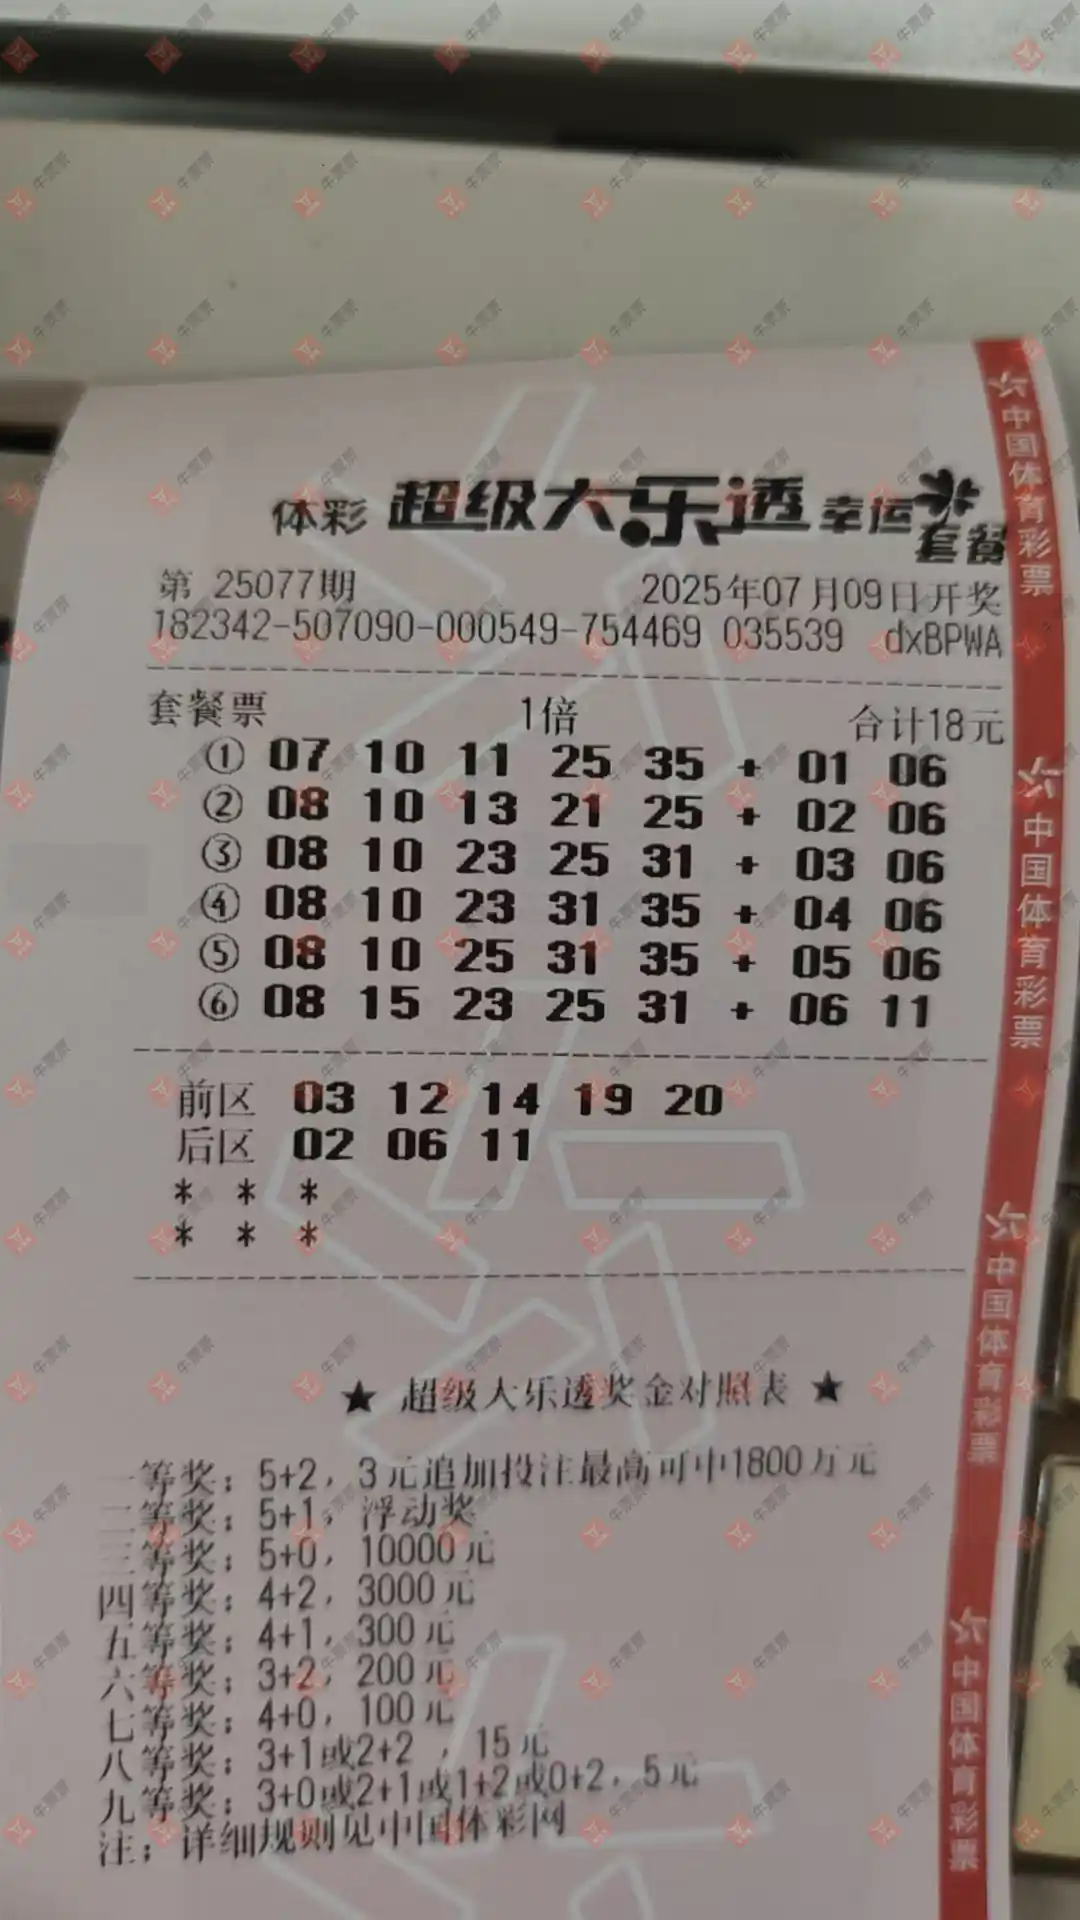 体彩 超级大乐透 幸运套餐
第 25077期 2025年07月09日开奖
182342-507090-000549-754469 035539 dxBPWA
套餐票 1倍 合计18元
① 07 10 11 25 35 + 01 06
② 08 10 13 21 25 + 02 06
③ 08 10 23 25 31 + 03 06
④ 08 10 23 31 35 + 04 06
⑤ 08 10 25 31 35 + 05 06
⑥ 08 15 23 25 31 + 06 11
前区 03 12 14 19 20
后区 02 06 11
* * *
* * *
★ 超级大乐透奖金对照表 ★
一等奖：5+2，3元追加投注最高可中1800万元
二等奖：5+1，浮动奖
三等奖：5+0，10000元
四等奖：4+2，3000元
五等奖：4+1，300元
六等奖：3+2，200元
七等奖：4+0，100元
八等奖：3+1或2+2，15元
九等奖：3+0或2+1或1+2或0+2，5元
注：详细规则见中国体彩网
中国体育彩票
中国体育彩票
中国体育彩票
中国体育彩票